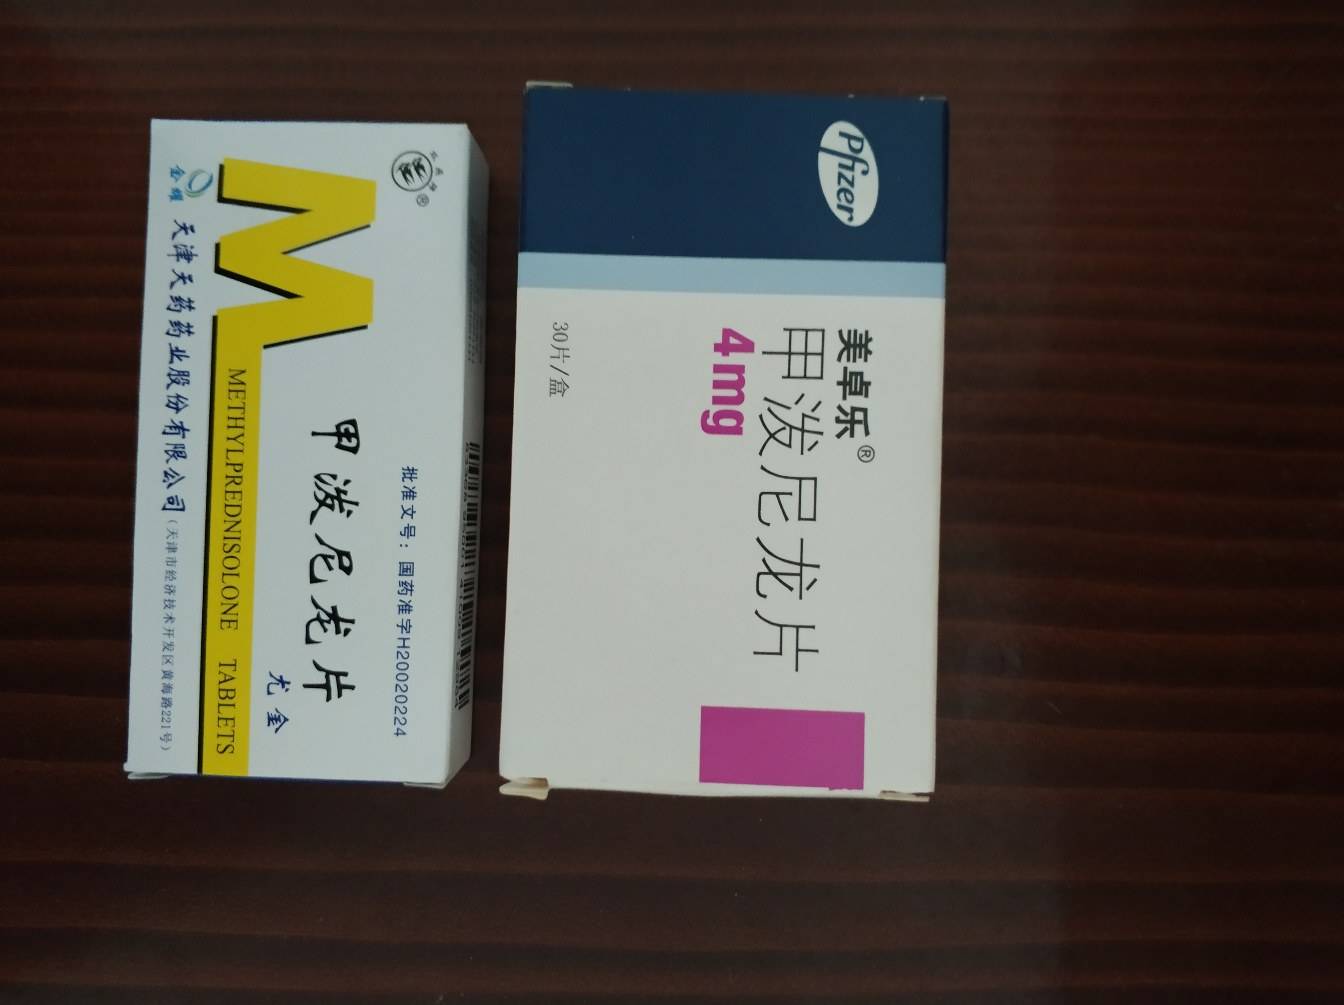 批准文号：国药准字H20020224
甲泼尼龙片
尤金
METHYLPREDNISOLONE TABLETS
金耀
天津天药药业股份有限公司（天津市经济技术开发区黄海路221号）
Pfizer
美卓乐®
甲泼尼龙片
4mg
30片/盒